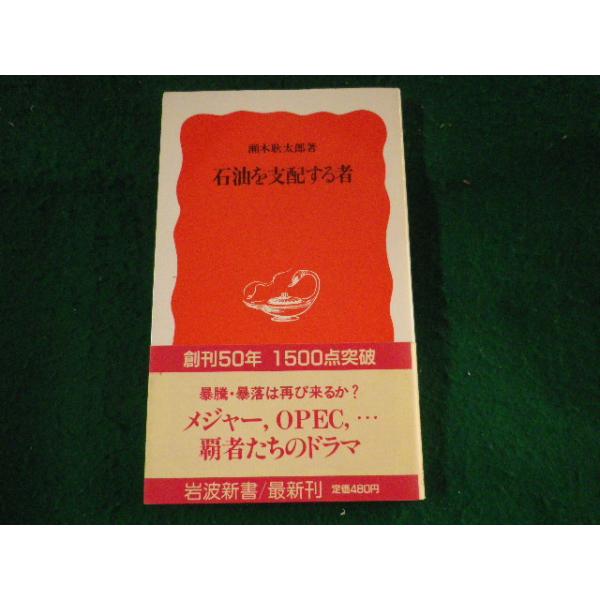 瀬木耿太郎著
石油を支配する者
創刊50年 1500点突破
暴騰・暴落は再び来るか?
メジャー, OPEC, …
覇者たちのドラマ
岩波新書/最新刊 定価480円